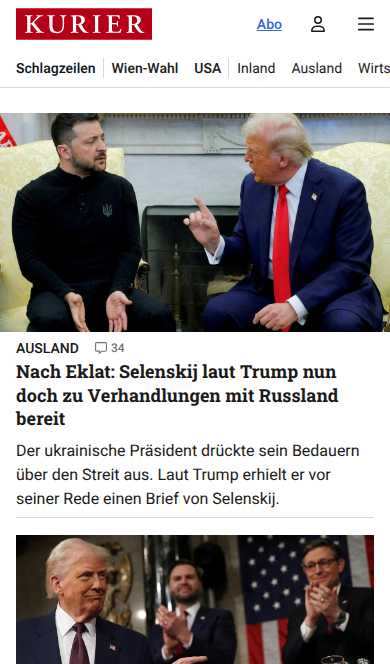 KURIER
Abo
Schlagzeilen Wien-Wahl USA Inland Ausland Wirts
AUSLAND 34
Nach Eklat: Selenskij laut Trump nun
doch zu Verhandlungen mit Russland
bereit
Der ukrainische Präsident drückte sein Bedauern
über den Streit aus. Laut Trump erhielt er vor
seiner Rede einen Brief von Selenskij.